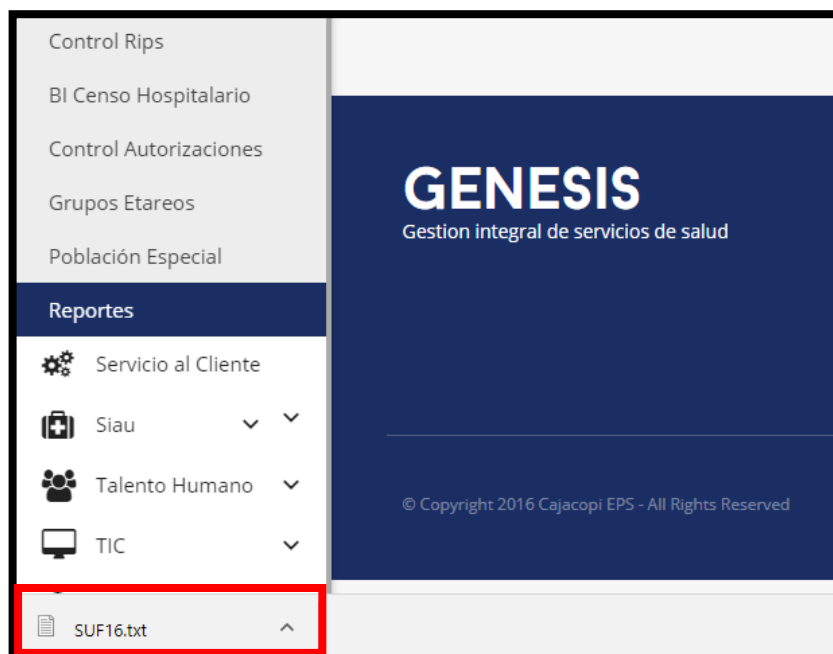 Control Rips
BI Censo Hospitalario
Control Autorizaciones
Grupos Etareos
Población Especial
Reportes
Servicio al Cliente
Siau
Talento Humano
TIC
SUF16.txt
GENESIS
Gestion integral de servicios de salud
© Copyright 2016 Cajacopi EPS - All Rights Reserved